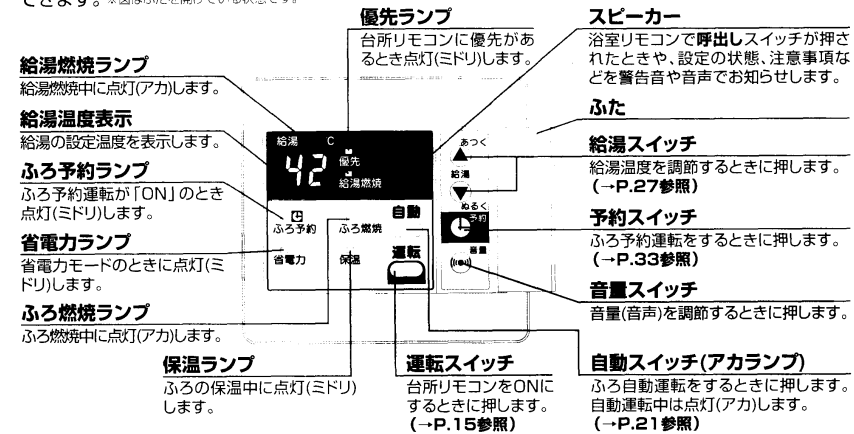 できます。※図はふたを開けている状態です。
優先ランプ
台所リモコンに優先があ
るとき点灯(ミドリ)します。
スピーカー
浴室リモコンで呼出しスイッチが押さ
れたときや、設定の状態、注意事項な
どを警告音や音声でお知らせします。
給湯燃焼ランプ
給湯燃焼中に点灯(アカ)します。
給湯温度表示
給湯の設定温度を表示します。
ふろ予約ランプ
ふろ予約運転が「ON」のとき
点灯(ミドリ)します。
省電力ランプ
省電力モードのときに点灯(ミ
ドリ)します。
ふろ燃焼ランプ
ふろ燃焼中に点灯(アカ)します。
給湯 C
42
優先
給湯燃焼
ふろ予約
ふろ燃焼
自動
省電力
保温
運転
あつく
給湯
ぬるく
予約
音量
ふた
給湯スイッチ
給湯温度を調節するときに押します。
(→P.27参照)
予約スイッチ
ふろ予約運転をするときに押します。
(→P.33参照)
音量スイッチ
音量(音声)を調節するときに押します。
保温ランプ
ふろの保温中に点灯(ミドリ)
します。
運転スイッチ
台所リモコンをONに
するときに押します。
(→P.15参照)
自動スイッチ(アカランプ)
ふろ自動運転をするときに押します。
自動運転中は点灯(アカ)します。
(→P.21参照)